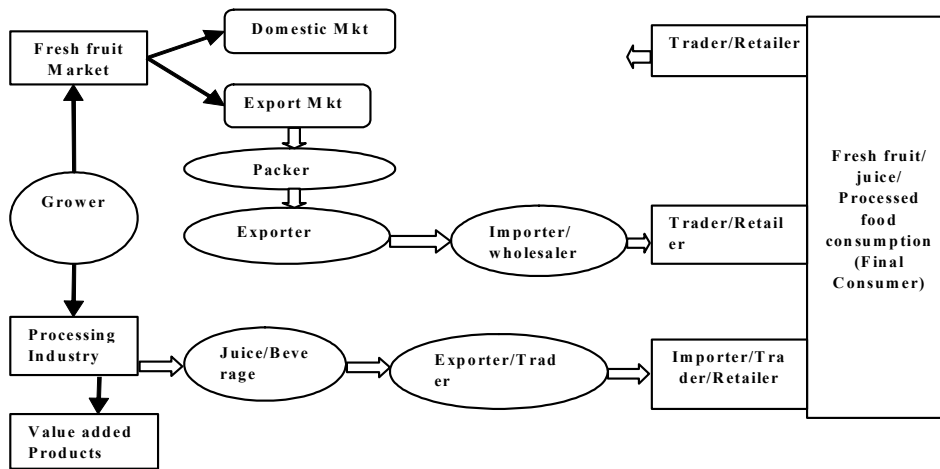 Domestic Mkt
Trader/Retailer
Fresh fruit
Market
Export Mkt
Packer
Fresh fruit/
juice/
Processed
food
consumption
(Final
Consumer)
Grower
Exporter
Importer/
wholesaler
Trader/Retail
er
Processing
Industry
Juice/Beve
rage
Exporter/Trad
er
Importer/Tra
der/Retailer
Value added
Products